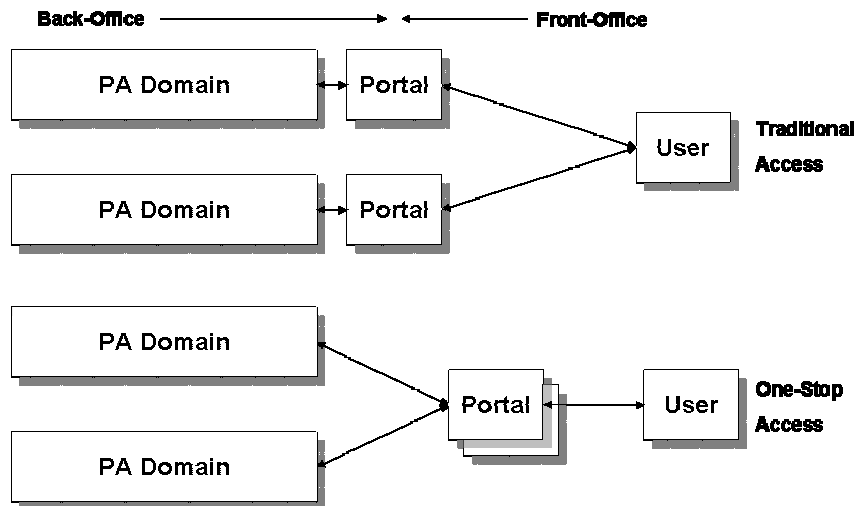 Back-Office
Front-Office
PA Domain
Portal
User
Traditional
Access
PA Domain
Portal
PA Domain
Portal
User
One-Stop
Access
PA Domain